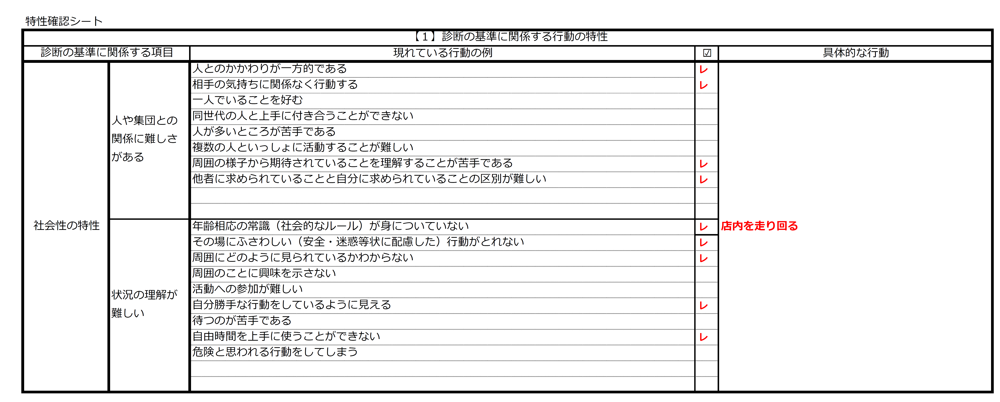 特性確認シート
【１】診断の基準に関係する行動の特性
診断の基準に関係する項目
現れている行動の例
☑
具体的な行動
社会性の特性
人や集団との
関係に難しさ
がある
人とのかかわりが一方的である レ
相手の気持ちに関係なく行動する レ
一人でいることを好む
同世代の人と上手に付き合うことができない
人が多いところが苦手である
複数の人といっしょに活動することが難しい
周囲の様子から期待されていることを理解することが苦手である レ
他者に求められていることと自分に求められていることの区別が難しい レ
状況の理解が
難しい
年齢相応の常識（社会的なルール）が身についていない レ
その場にふさわしい（安全・迷惑等状に配慮した）行動がとれない レ
周囲にどのように見られているかわからない レ
周囲のことに興味を示さない
活動への参加が難しい
自分勝手な行動をしているように見える レ
待つのが苦手である
自由時間を上手に使うことができない レ
危険と思われる行動をしてしまう
店内を走り回る